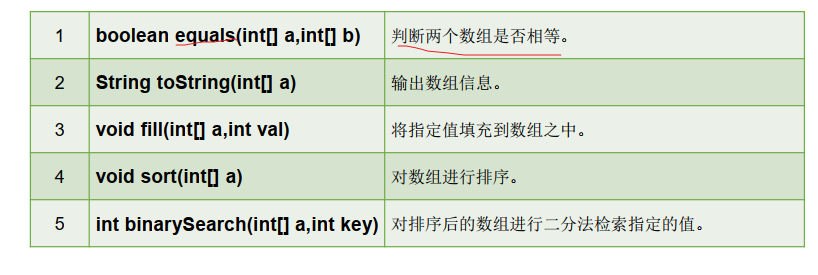 1 boolean equals(int[] a,int[] b) 判断两个数组是否相等。
2 String toString(int[] a) 输出数组信息。
3 void fill(int[] a,int val) 将指定值填充到数组之中。
4 void sort(int[] a) 对数组进行排序。
5 int binarySearch(int[] a,int key) 对排序后的数组进行二分法检索指定的值。